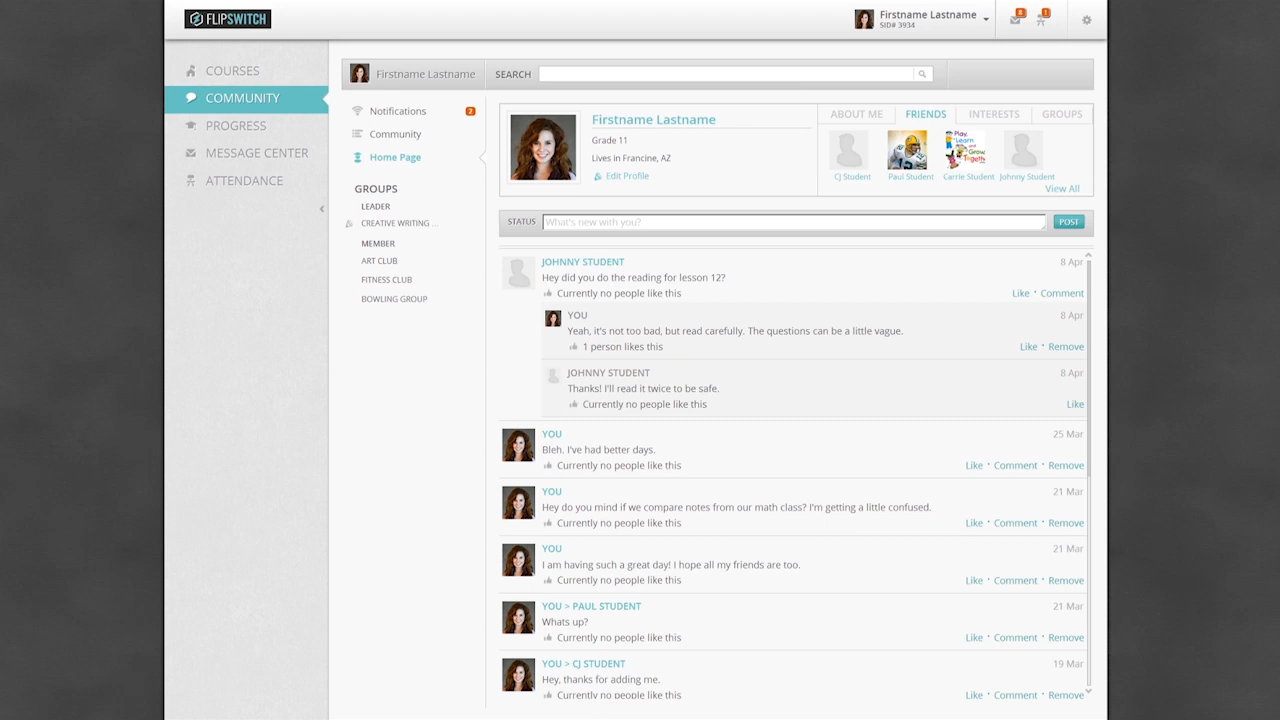 FLIPSWITCH
Firstname Lastname
SID# 3934
8
1
COURSES
COMMUNITY
PROGRESS
MESSAGE CENTER
ATTENDANCE
Firstname Lastname
SEARCH
Notifications
2
Community
Home Page
GROUPS
LEADER
CREATIVE WRITING ...
MEMBER
ART CLUB
FITNESS CLUB
BOWLING GROUP
Firstname Lastname
Grade 11
Lives in Francine, AZ
Edit Profile
ABOUT ME FRIENDS INTERESTS GROUPS
Play,
Learn
and
Grow
Togeth
CJ Student Paul Student Carrie Student Johnny Student
View All
STATUS What's new with you? POST
JOHNNY STUDENT 8 Apr
Hey did you do the reading for lesson 12?
Currently no people like this Like • Comment
YOU 8 Apr
Yeah, it's not too bad, but read carefully. The questions can be a little vague.
1 person likes this Like • Remove
JOHNNY STUDENT 8 Apr
Thanks! I'll read it twice to be safe.
Currently no people like this Like
YOU 25 Mar
Bleh. I've had better days.
Currently no people like this Like • Comment • Remove
YOU 21 Mar
Hey do you mind if we compare notes from our math class? I'm getting a little confused.
Currently no people like this Like • Comment • Remove
YOU 21 Mar
I am having such a great day! I hope all my friends are too.
Currently no people like this Like • Comment • Remove
YOU > PAUL STUDENT 21 Mar
Whats up?
Currently no people like this Like • Comment • Remove
YOU > CJ STUDENT 19 Mar
Hey, thanks for adding me.
Currently no people like this Like • Comment • Remove